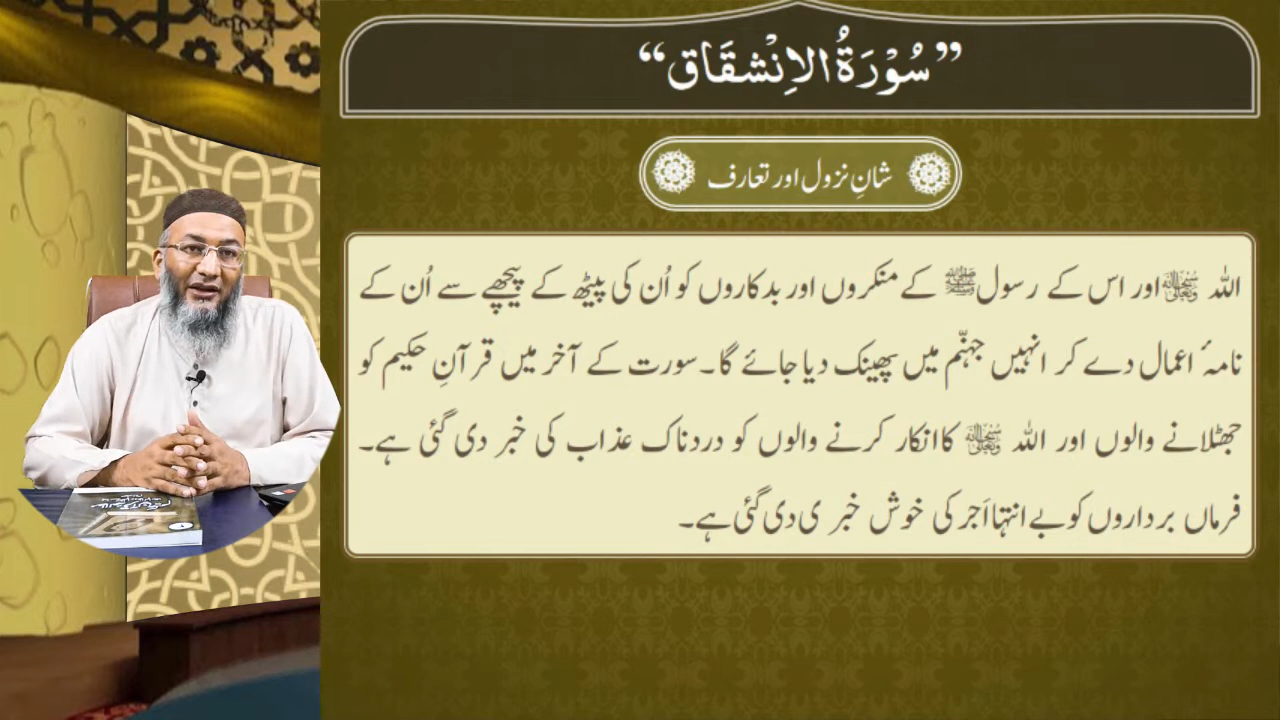 ”سُوْرَۃُ الْاِنْشِقَاق“
شانِ نزول اور تعارف
اللہ ﷻ اور اس کے رسول ﷺ کے منکروں اور بدکاروں کو اُن کی پیٹھ کے پیچھے سے اُن کے
نامۂ اعمال دے کر انہیں جہنّم میں پھینک دیا جائے گا۔ سورت کے آخر میں قرآنِ حکیم کو
جھٹلانے والوں اور اللہ ﷻ کا انکار کرنے والوں کو دردناک عذاب کی خبر دی گئی ہے۔
فرماں برداروں کو بے انتہا اَجر کی خوش خبری دی گئی ہے۔